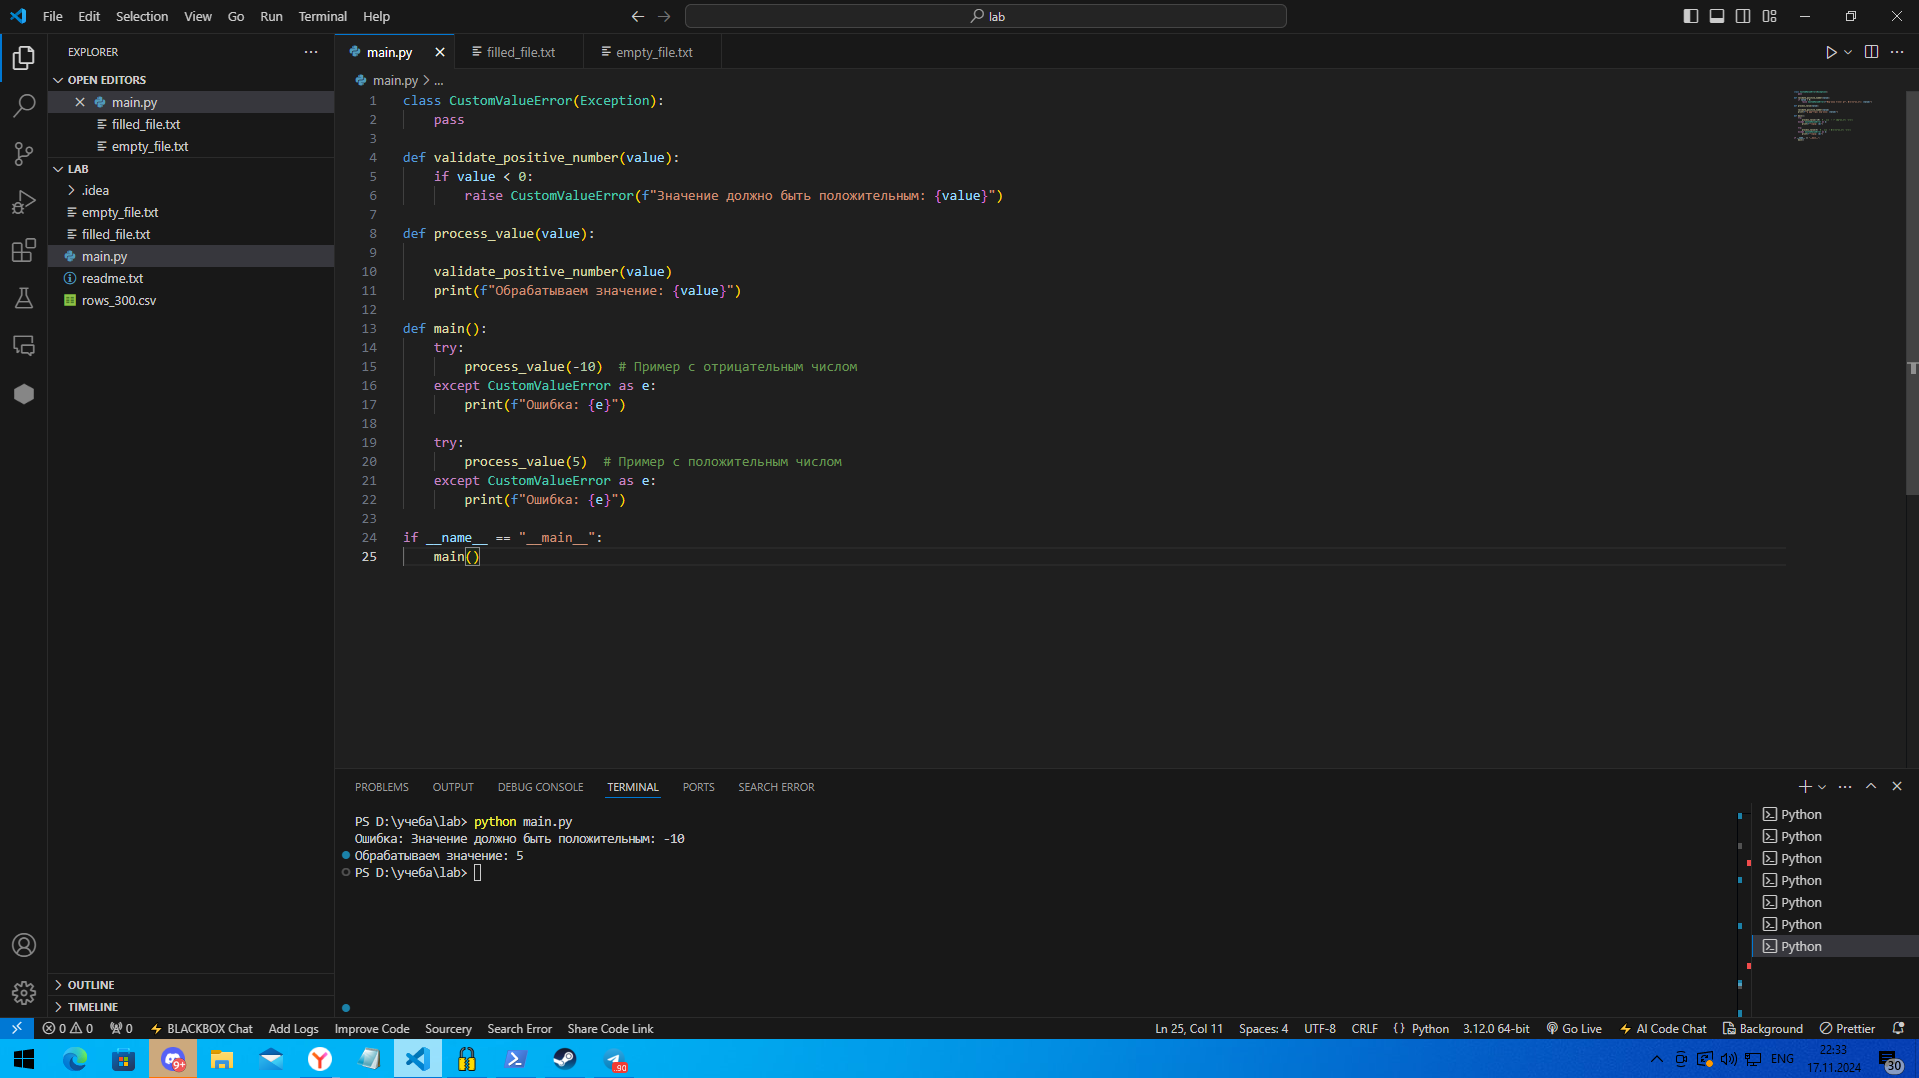 File Edit Selection View Go Run Terminal Help
lab
EXPLORER
OPEN EDITORS
main.py
filled_file.txt
empty_file.txt
LAB
.idea
empty_file.txt
filled_file.txt
main.py
readme.txt
rows_300.csv
OUTLINE
TIMELINE
main.py filled_file.txt empty_file.txt
main.py > ...
1 class CustomValueError(Exception):
2 pass
3
4 def validate_positive_number(value):
5 if value < 0:
6 raise CustomValueError(f"Значение должно быть положительным: {value}")
7
8 def process_value(value):
9
10 validate_positive_number(value)
11 print(f"Обрабатываем значение: {value}")
12
13 def main():
14 try:
15 process_value(-10) # Пример с отрицательным числом
16 except CustomValueError as e:
17 print(f"Ошибка: {e}")
18
19 try:
20 process_value(5) # Пример с положительным числом
21 except CustomValueError as e:
22 print(f"Ошибка: {e}")
23
24 if __name__ == "__main__":
25 main()
PROBLEMS OUTPUT DEBUG CONSOLE TERMINAL PORTS SEARCH ERROR
PS D:\учеба\lab> python main.py
Ошибка: Значение должно быть положительным: -10
Обрабатываем значение: 5
PS D:\учеба\lab>
Python
Python
Python
Python
Python
Python
Python
0 0 0 BLACKBOX Chat Add Logs Improve Code Sourcery Search Error Share Code Link Ln 25, Col 11 Spaces: 4 UTF-8 CRLF {} Python 3.12.0 64-bit Go Live AI Code Chat Background Prettier
9+ 90 ENG 22:33
17.11.2024 30